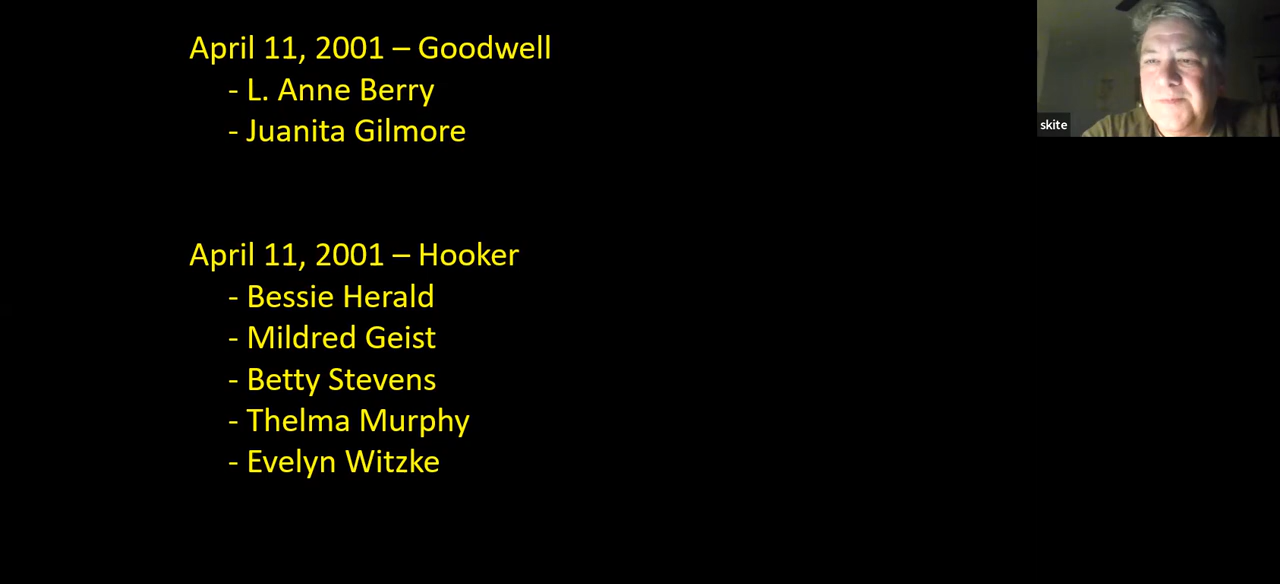 April 11, 2001 – Goodwell
- L. Anne Berry
- Juanita Gilmore
April 11, 2001 – Hooker
- Bessie Herald
- Mildred Geist
- Betty Stevens
- Thelma Murphy
- Evelyn Witzke
skite